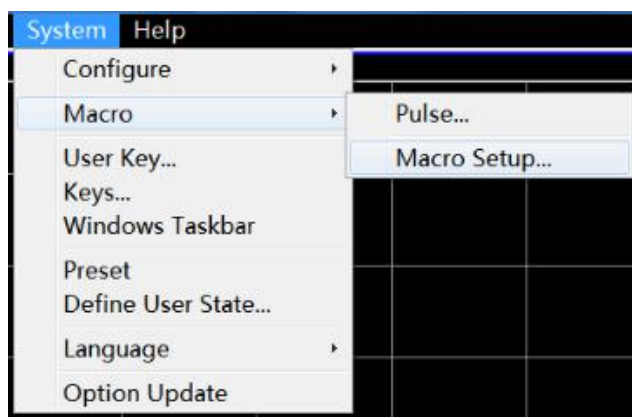 System Help
Configure
Macro
Pulse...
User Key...
Macro Setup...
Keys...
Windows Taskbar
Preset
Define User State...
Language
Option Update